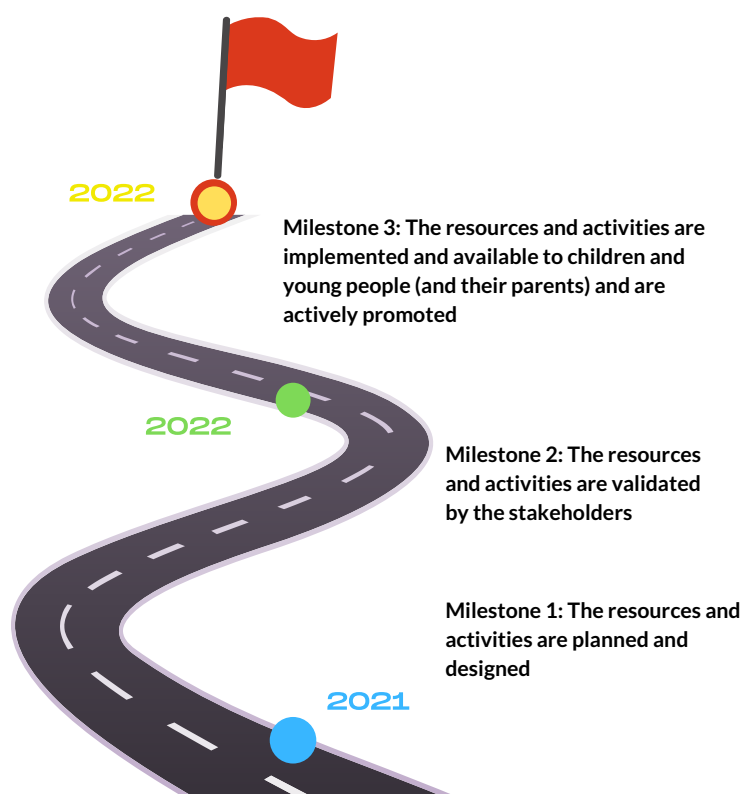 2022
Milestone 3: The resources and activities are
implemented and available to children and
young people (and their parents) and are
actively promoted
2022
Milestone 2: The resources
and activities are validated
by the stakeholders
Milestone 1: The resources and
activities are planned and
designed
2021